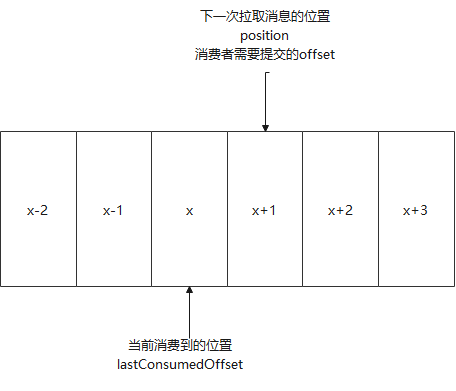 下一次拉取消息的位置
position
消费者需要提交的offset
x-2 x-1 x x+1 x+2 x+3
当前消费到的位置
lastConsumedOffset